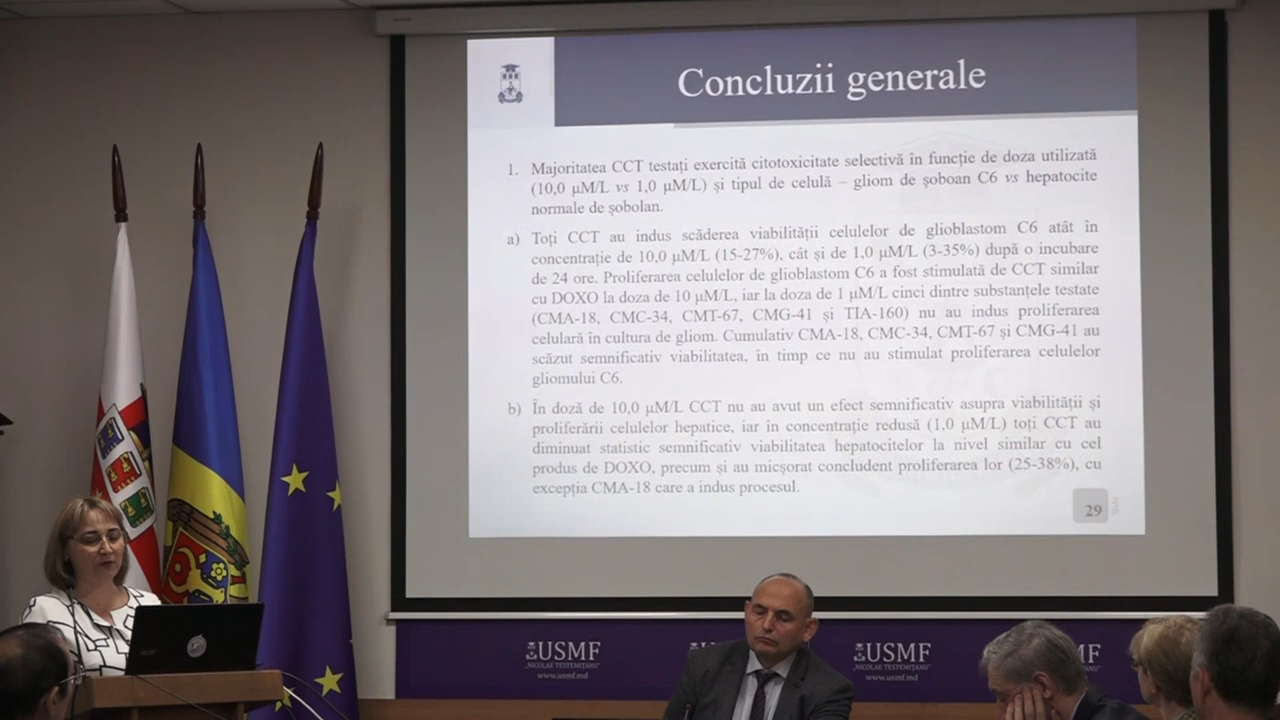 Concluzii generale
1. Majoritatea CCT testați exercită citotoxicitate selectivă în funcție de doza utilizată
(10,0 µM/L vs 1,0 µM/L) și tipul de celulă – gliom de șoboan C6 vs hepatocite
normale de șobolan.
a) Toți CCT au indus scăderea viabilității celulelor de glioblastom C6 atât în
concentrație de 10,0 µM/L (15-27%), cât și de 1,0 µM/L (3-35%) după o incubare
de 24 ore. Proliferarea celulelor de glioblastom C6 a fost stimulată de CCT similar
cu DOXO la doza de 10 µM/L, iar la doza de 1 µM/L cinci dintre substanțele testate
(CMA-18, CMC-34, CMT-67, CMG-41 și TIA-160) nu au indus proliferarea
celulară în cultura de gliom. Cumulativ CMA-18, CMC-34, CMT-67 și CMG-41 au
scăzut semnificativ viabilitatea, în timp ce nu au stimulat proliferarea celulelor
gliomului C6.
b) În doză de 10,0 µM/L CCT nu au avut un efect semnificativ asupra viabilității și
proliferării celulelor hepatice, iar in concentrație redusă (1,0 µM/L) toți CCT au
diminuat statistic semnificativ viabilitatea hepatocitelor la nivel similar cu cel
produs de DOXO, precum și au micșorat concludent proliferarea lor (25-38%), cu
excepția CMA-18 care a indus procesul.
29
USMF
„NICOLAE TESTEMIȚANU"
www.usmf.md
USMF
„NICOLAE TESTEMIȚANU"
www.usmf.md
MF